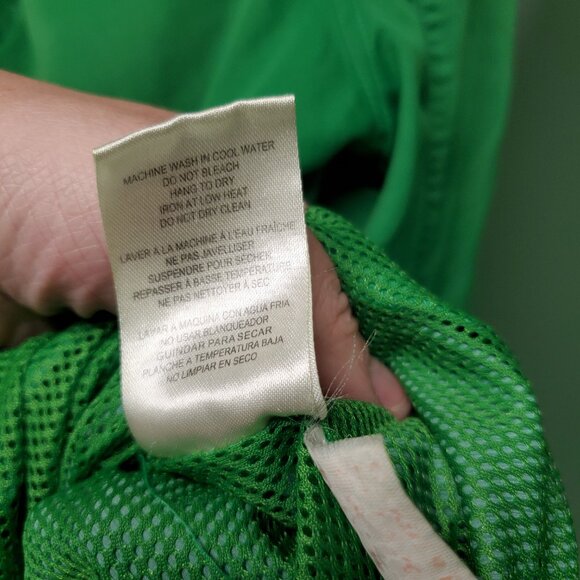 MACHINE WASH IN COOL WATER
DO NOT BLEACH
HANG TO DRY
IRON AT LOW HEAT
DO NOT DRY CLEAN
LAVER À LA MACHINE À L'EAU FRAÎCHE
NE PAS JAVELLISER
SUSPENDRE POUR SÉCHER
REPASSER À BASSE TEMPÉRATURE
NE PAS NETTOYER À SEC
LAVAR A MAQUINA CON AGUA FRIA
NO USAR BLANQUEADOR
GUINDAR PARA SECAR
PLANCHE A TEMPERATURA BAJA
NO LIMPIAR EN SECO